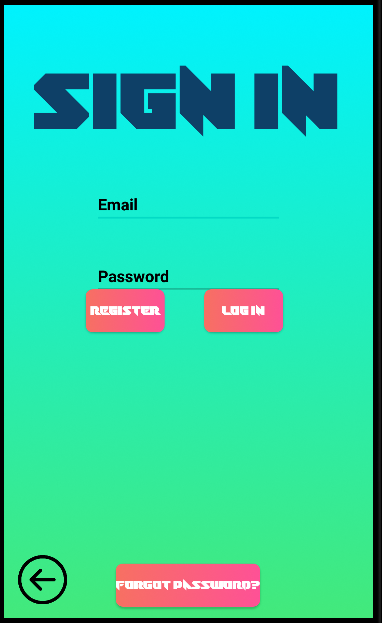 SIGN IN
Email
Password
REGISTER LOG IN
FORGOT PASSWORD?